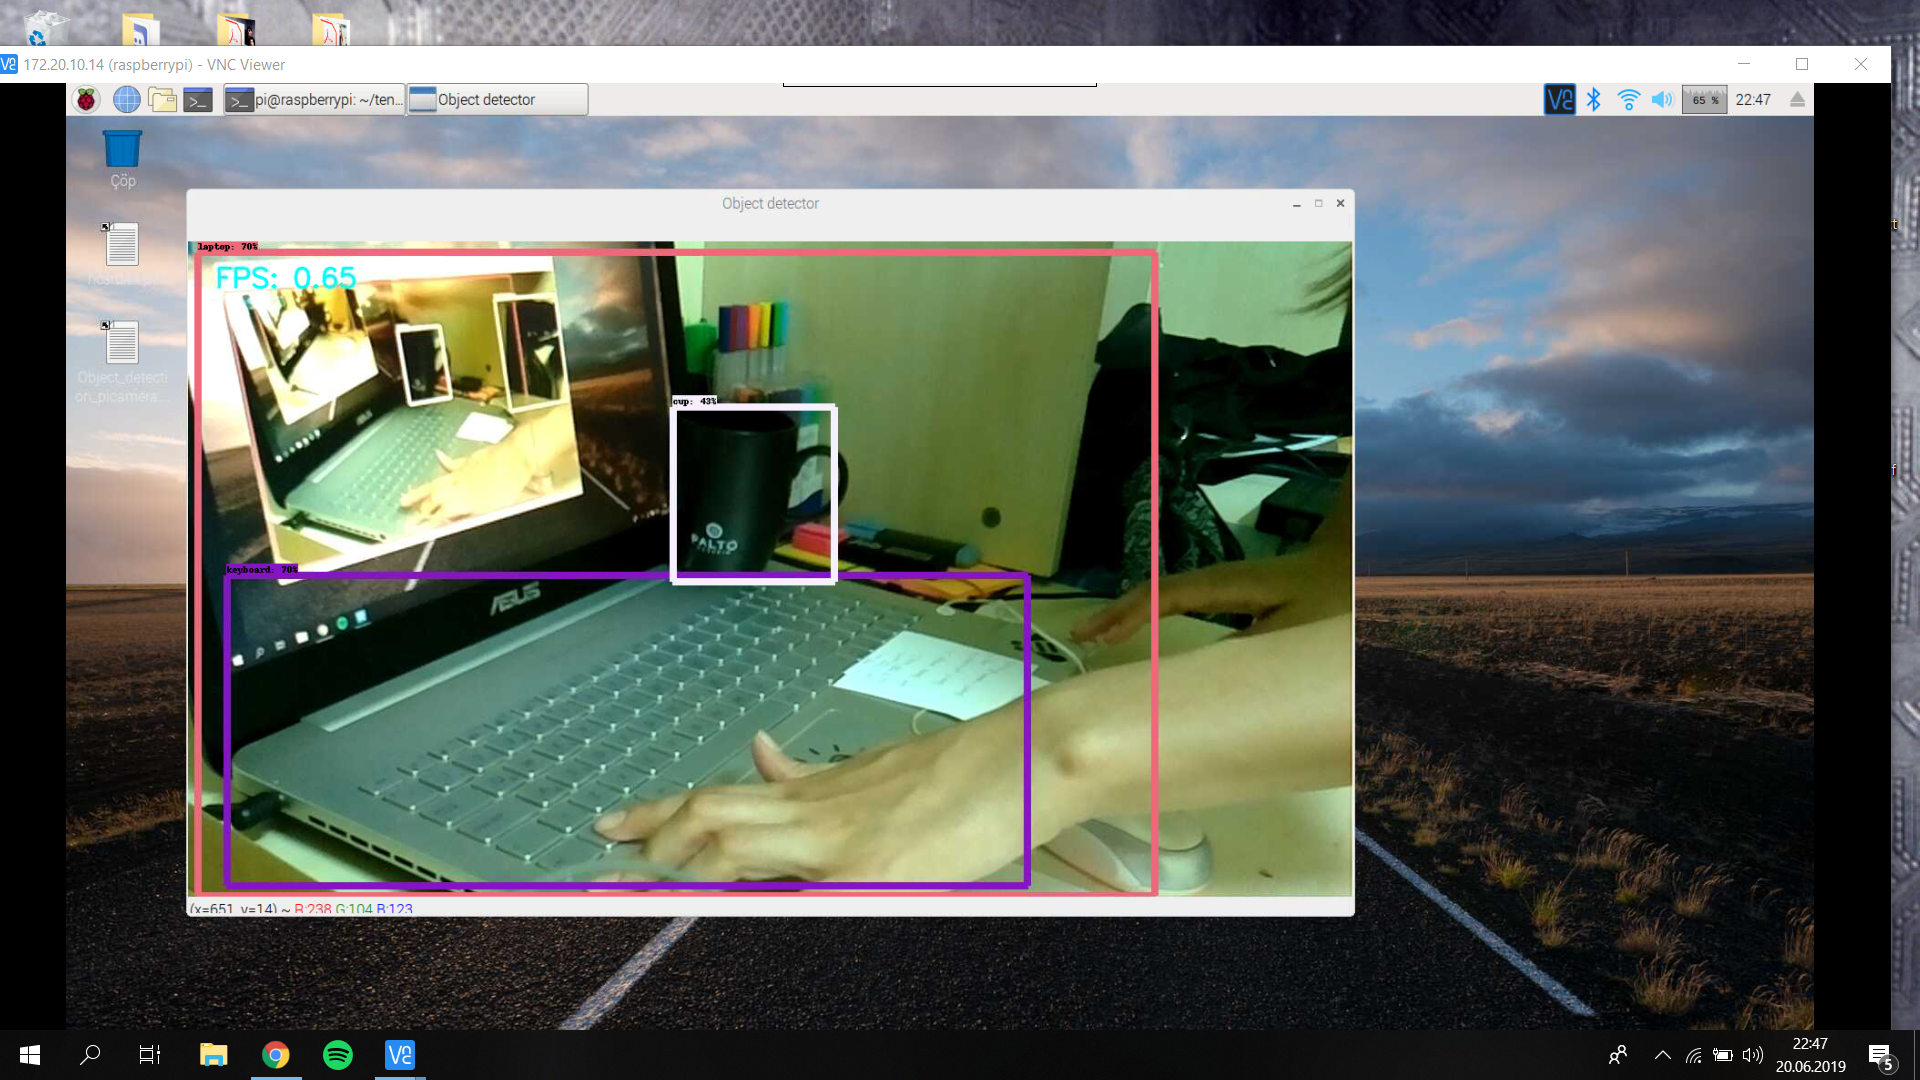 172.20.10.14 (raspberrypi) - VNC Viewer
pi@raspberrypi: ~/ten...
Object detector
65 %
22:47
Çöp
Object_detecti
on_picamera...
Object detector
laptop: 70%
FPS: 0.65
cup: 43%
PALTO
keyboard: 70%
ASUS
(x=651, y=14) ~ R:238 G:104 B:123
t
f
22:47
20.06.2019
5